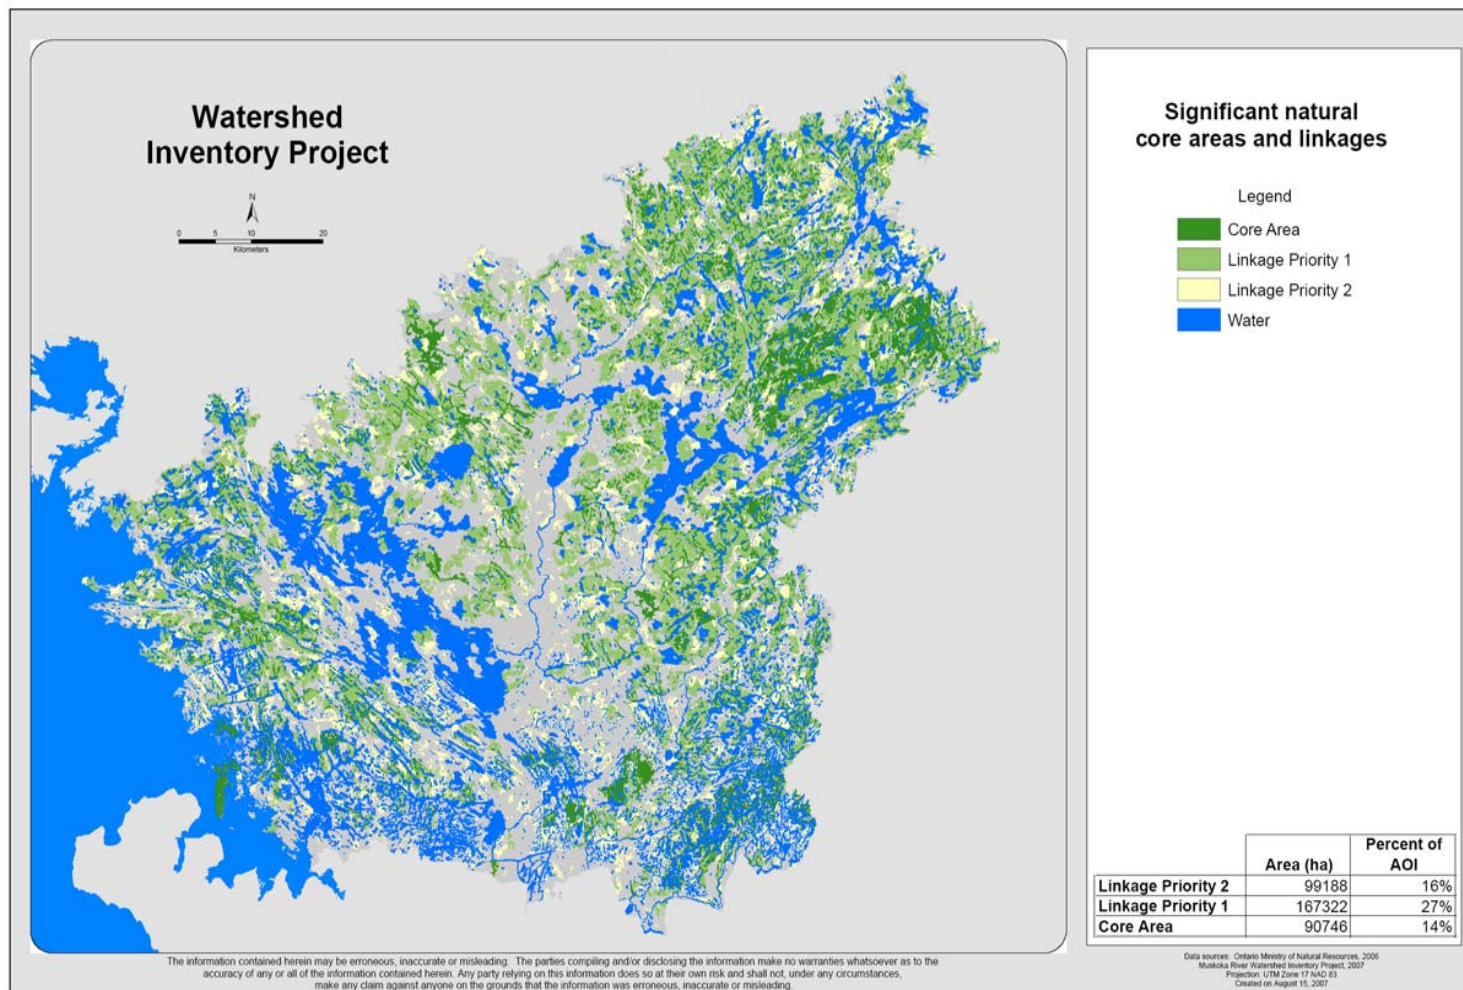 Watershed
Inventory Project
N
0 5 10 20
Kilometers
Significant natural
core areas and linkages
Legend
Core Area
Linkage Priority 1
Linkage Priority 2
Water
Area (ha) Percent of AOI
Linkage Priority 2 99188 16%
Linkage Priority 1 167322 27%
Core Area 90746 14%
The information contained herein may be erroneous, inaccurate or misleading. The parties compiling and/or disclosing the information make no warranties whatsoever as to the
accuracy of any or all of the information contained herein. Any party relying on this information does so at their own risk and shall not, under any circumstances,
make any claim against anyone on the grounds that the information was erroneous, inaccurate or misleading.
Data sources: Ontario Ministry of Natural Resources, 2006
Muskoka River Watershed Inventory Project, 2007
Projection: UTM Zone 17 NAD 83
Created on August 15, 2007